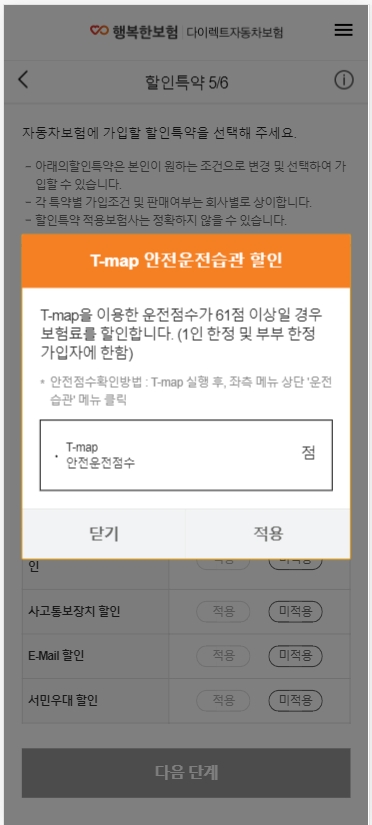 행복한보험 다이렉트자동차보험
할인특약 5/6
자동차보험에 가입할 할인특약을 선택해 주세요.
- 아래의할인특약은 본인이 원하는 조건으로 변경 및 선택하여 가
입할 수 있습니다.
- 각 특약별 가입조건 및 판매여부는 회사별로 상이합니다.
- 할인특약 적용보험사는 정확하지 않을 수 있습니다.
T-map 안전운전습관 할인
T-map을 이용한 운전점수가 61점 이상일 경우
보험료를 할인합니다. (1인 한정 및 부부 한정
가입자에 한함)
* 안전점수확인방법 : T-map 실행 후, 좌측 메뉴 상단 '운전
습관' 메뉴 클릭
· T-map
안전운전점수 점
닫기 적용
인 적용 미적용
사고통보장치 할인 적용 미적용
E-Mail 할인 적용 미적용
서민우대 할인 적용 미적용
다음 단계